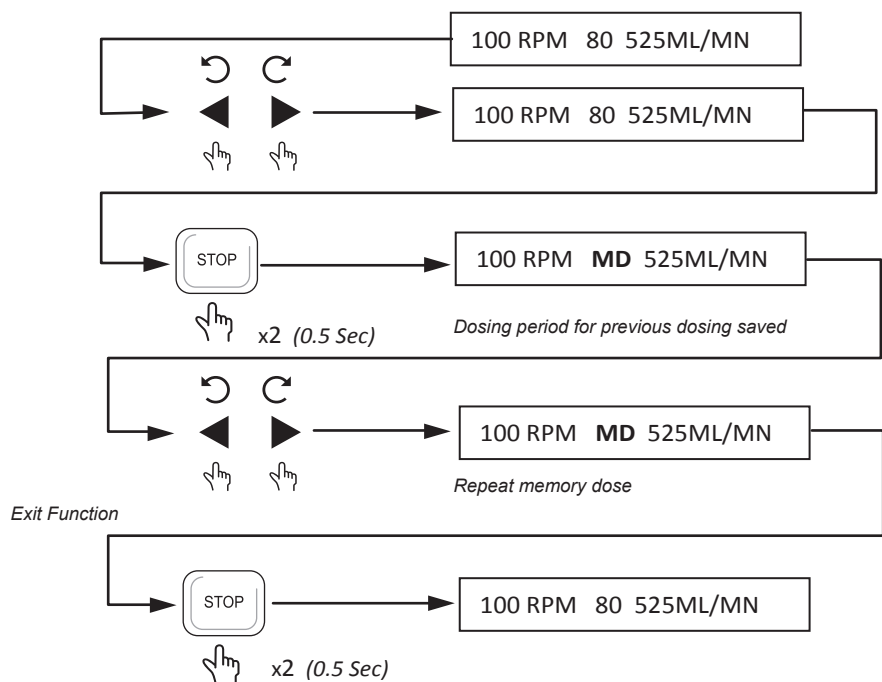 100 RPM 80 525ML/MN
100 RPM 80 525ML/MN
STOP
100 RPM MD 525ML/MN
x2 (0.5 Sec)
Dosing period for previous dosing saved
100 RPM MD 525ML/MN
Repeat memory dose
Exit Function
STOP
100 RPM 80 525ML/MN
x2 (0.5 Sec)